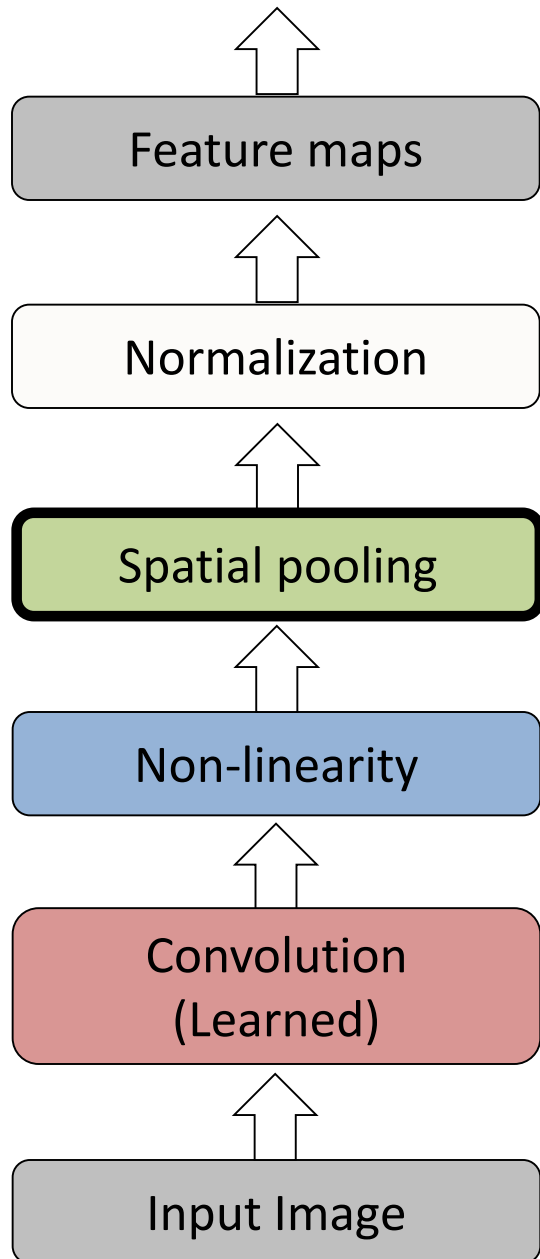 Feature maps
Normalization
Spatial pooling
Non-linearity
Convolution
(Learned)
Input Image